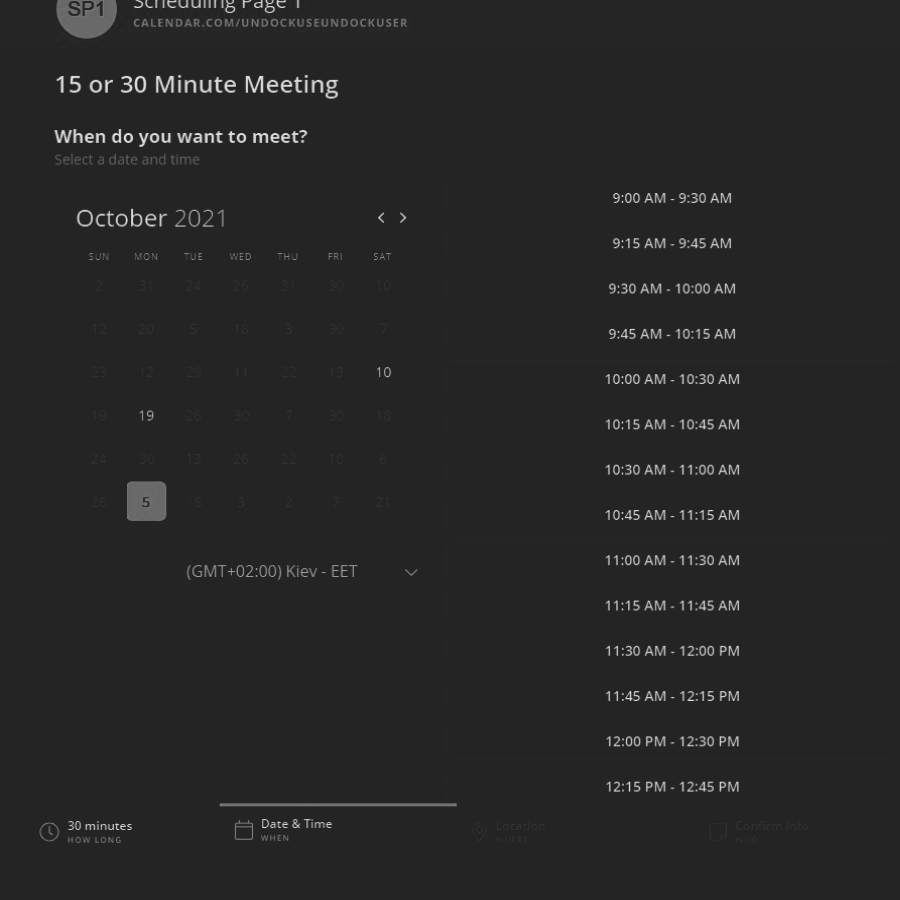 SP1
Scheduling Page 1
CALENDAR.COM/UNDOCKUSEUNDOCKUSER
15 or 30 Minute Meeting
When do you want to meet?
Select a date and time
October 2021
SUN MON TUE WED THU FRI SAT
2 31 24 26 31 30 10
12 20 5 18 3 30 7
23 12 29 11 22 13 10
19 19 26 30 7 30 18
24 30 13 26 22 10 6
26 5 15 3 2 7 21
(GMT+02:00) Kiev - EET
9:00 AM - 9:30 AM
9:15 AM - 9:45 AM
9:30 AM - 10:00 AM
9:45 AM - 10:15 AM
10:00 AM - 10:30 AM
10:15 AM - 10:45 AM
10:30 AM - 11:00 AM
10:45 AM - 11:15 AM
11:00 AM - 11:30 AM
11:15 AM - 11:45 AM
11:30 AM - 12:00 PM
11:45 AM - 12:15 PM
12:00 PM - 12:30 PM
12:15 PM - 12:45 PM
30 minutes
HOW LONG
Date & Time
WHEN
Location
WHERE
Confirm Info
WHO